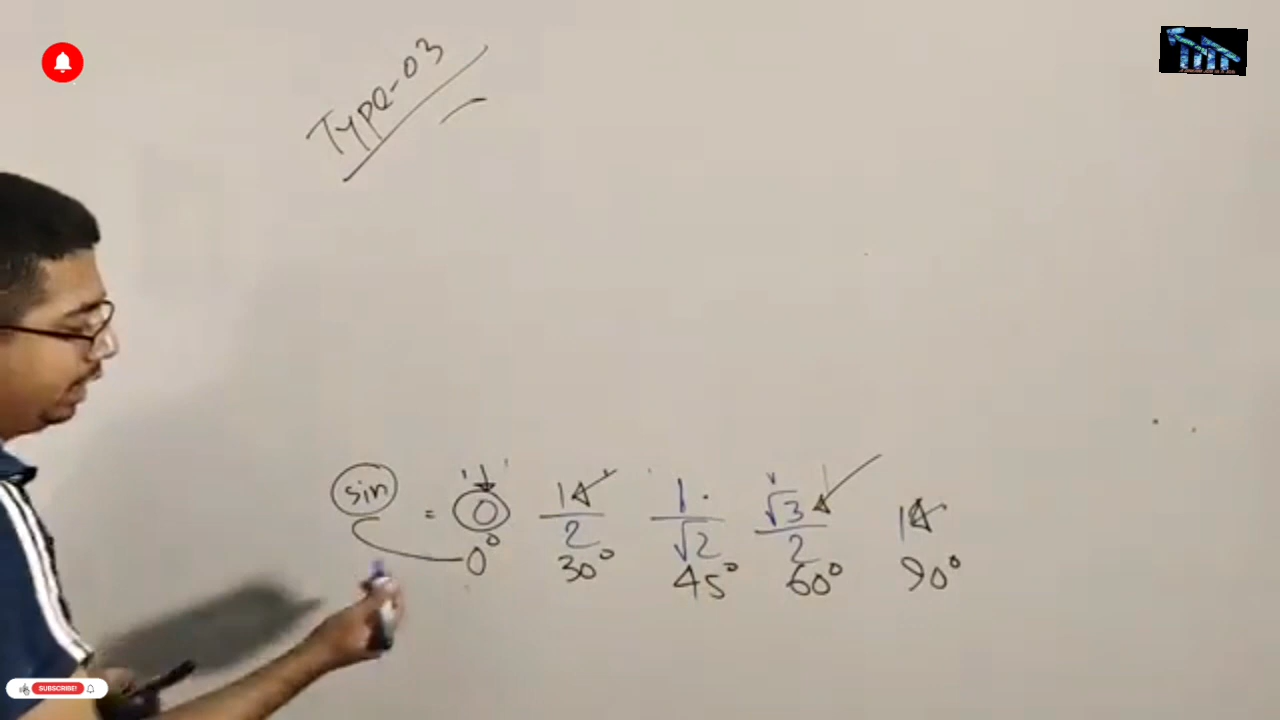 Type-03
sin = 0 1 1 √3 1
2 √2 2
0° 30° 45° 60° 90°
SUBSCRIBE!